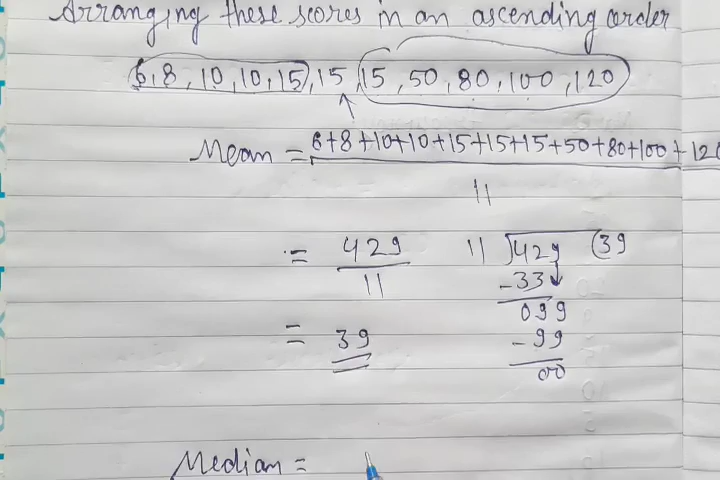 Arranging these scores in an ascending order
6, 8, 10, 10, 15, 15, 15, 50, 80, 100, 120
Mean = 6+8+10+10+15+15+15+50+80+100+120
11
= 429
11
11 ) 429 ( 39
-33
099
= 39
-99
00
Median =